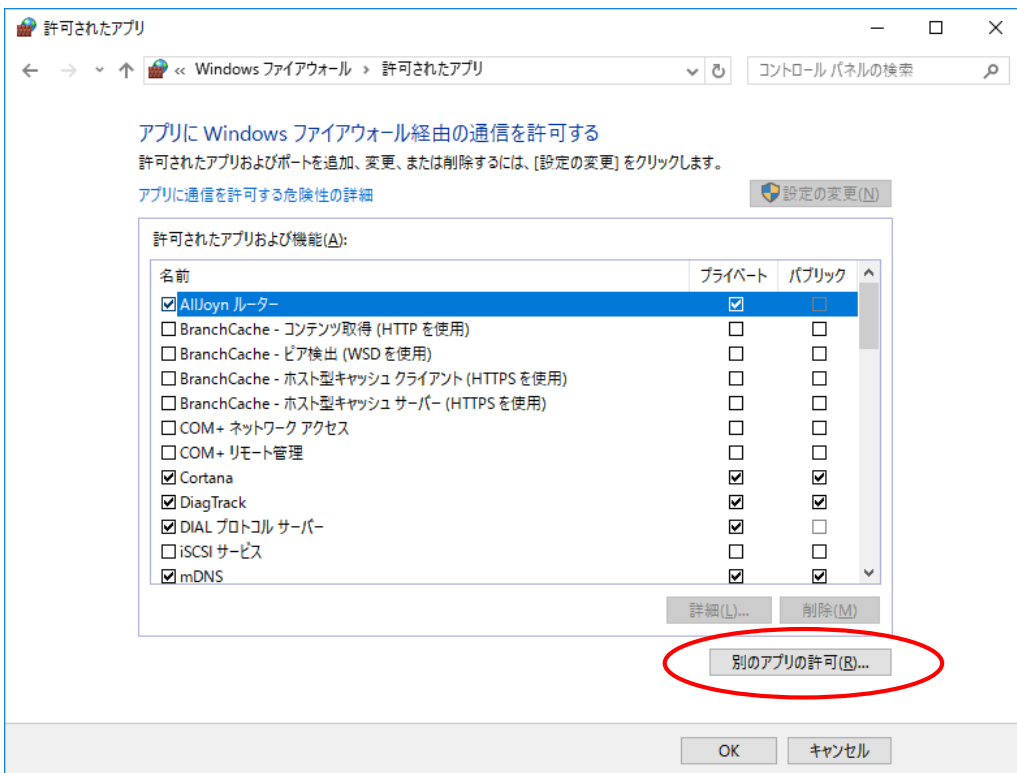 許可されたアプリ
« Windows ファイアウォール › 許可されたアプリ
コントロール パネルの検索
アプリに Windows ファイアウォール経由の通信を許可する
許可されたアプリおよびポートを追加、変更、または削除するには、[設定の変更] をクリックします。
アプリに通信を許可する危険性の詳細
設定の変更(N)
許可されたアプリおよび機能(A):
名前 プライベート パブリック
AllJoyn ルーター
BranchCache - コンテンツ取得 (HTTP を使用)
BranchCache - ピア検出 (WSD を使用)
BranchCache - ホスト型キャッシュ クライアント (HTTPS を使用)
BranchCache - ホスト型キャッシュ サーバー (HTTPS を使用)
COM+ ネットワーク アクセス
COM+ リモート管理
Cortana
DiagTrack
DIAL プロトコル サーバー
iSCSI サービス
mDNS
詳細(L)... 削除(M)
別のアプリの許可(R)...
OK キャンセル